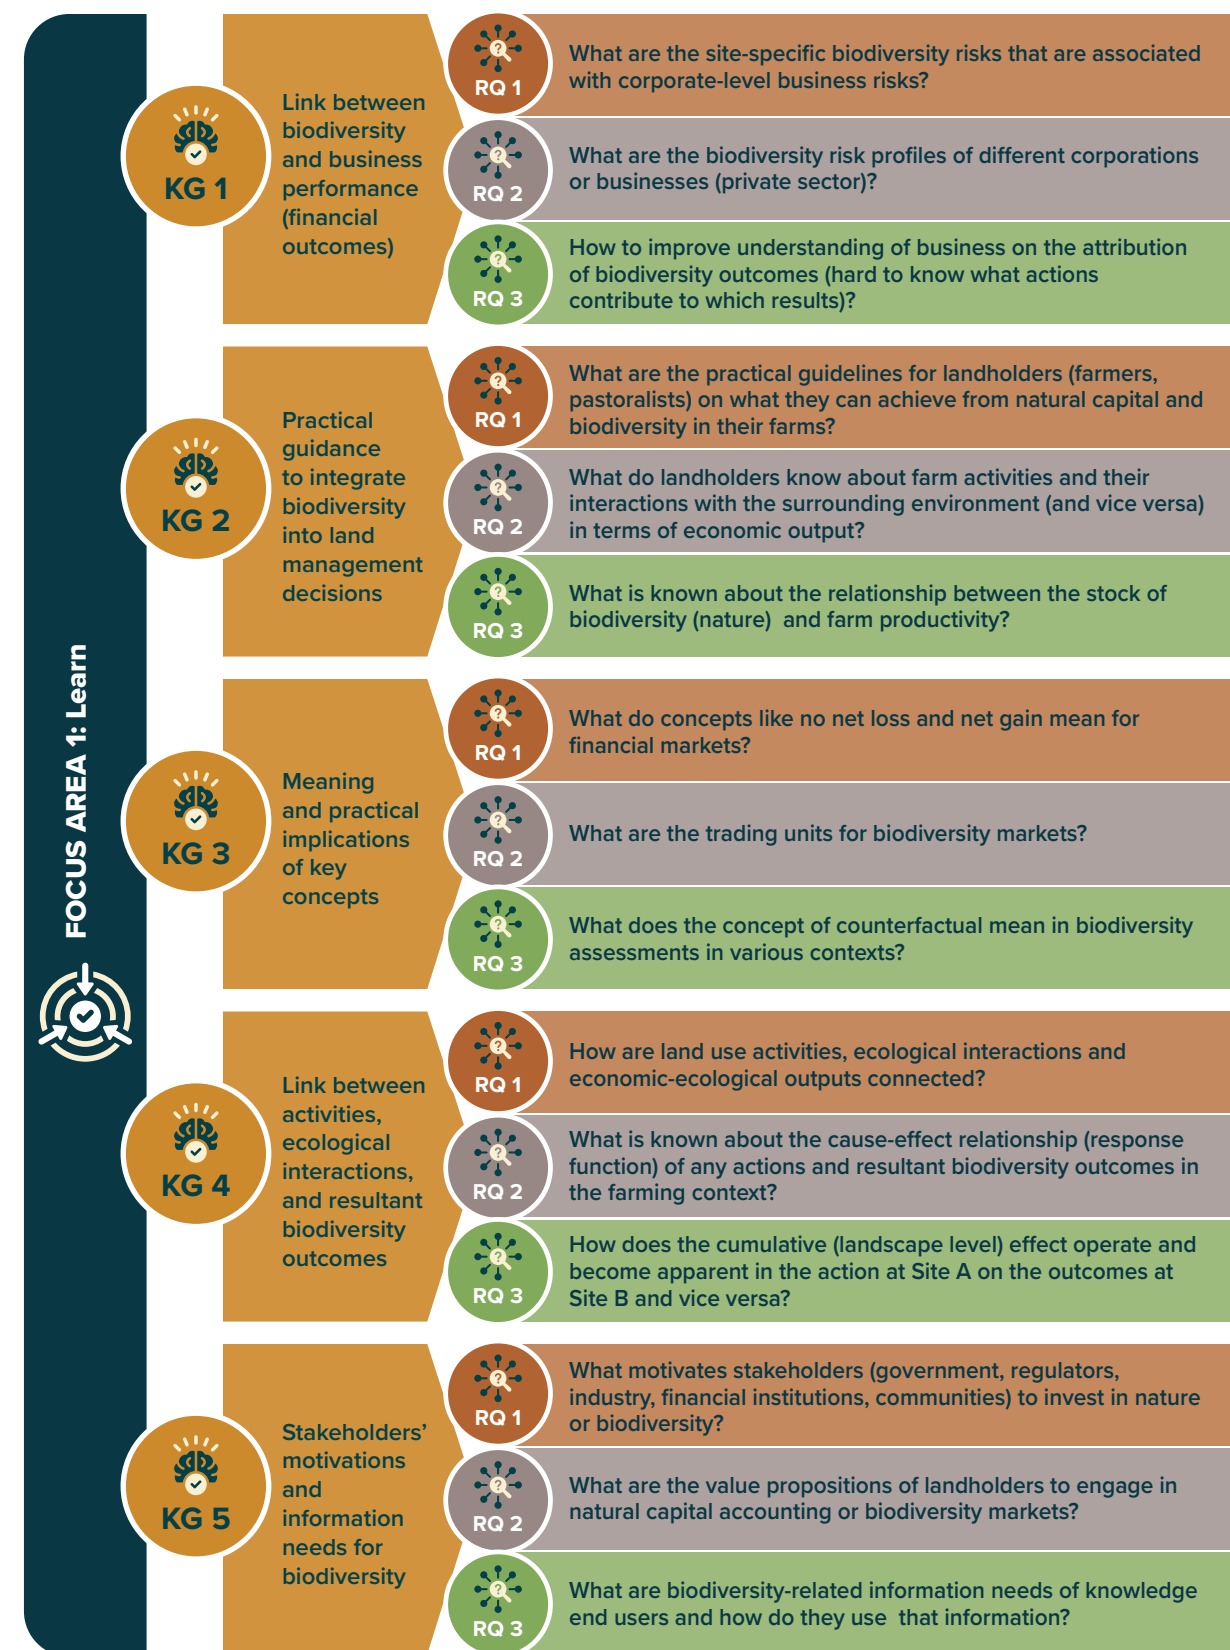 FOCUS AREA 1: Learn
KG 1
Link between
biodiversity
and business
performance
(financial
outcomes)
RQ 1
What are the site-specific biodiversity risks that are associated
with corporate-level business risks?
RQ 2
What are the biodiversity risk profiles of different corporations
or businesses (private sector)?
RQ 3
How to improve understanding of business on the attribution
of biodiversity outcomes (hard to know what actions
contribute to which results)?
KG 2
Practical
guidance
to integrate
biodiversity
into land
management
decisions
RQ 1
What are the practical guidelines for landholders (farmers,
pastoralists) on what they can achieve from natural capital and
biodiversity in their farms?
RQ 2
What do landholders know about farm activities and their
interactions with the surrounding environment (and vice versa)
in terms of economic output?
RQ 3
What is known about the relationship between the stock of
biodiversity (nature) and farm productivity?
KG 3
Meaning
and practical
implications
of key
concepts
RQ 1
What do concepts like no net loss and net gain mean for
financial markets?
RQ 2
What are the trading units for biodiversity markets?
RQ 3
What does the concept of counterfactual mean in biodiversity
assessments in various contexts?
KG 4
Link between
activities,
ecological
interactions,
and resultant
biodiversity
outcomes
RQ 1
How are land use activities, ecological interactions and
economic-ecological outputs connected?
RQ 2
What is known about the cause-effect relationship (response
function) of any actions and resultant biodiversity outcomes in
the farming context?
RQ 3
How does the cumulative (landscape level) effect operate and
become apparent in the action at Site A on the outcomes at
Site B and vice versa?
KG 5
Stakeholders’
motivations
and
information
needs for
biodiversity
RQ 1
What motivates stakeholders (government, regulators,
industry, financial institutions, communities) to invest in nature
or biodiversity?
RQ 2
What are the value propositions of landholders to engage in
natural capital accounting or biodiversity markets?
RQ 3
What are biodiversity-related information needs of knowledge
end users and how do they use that information?